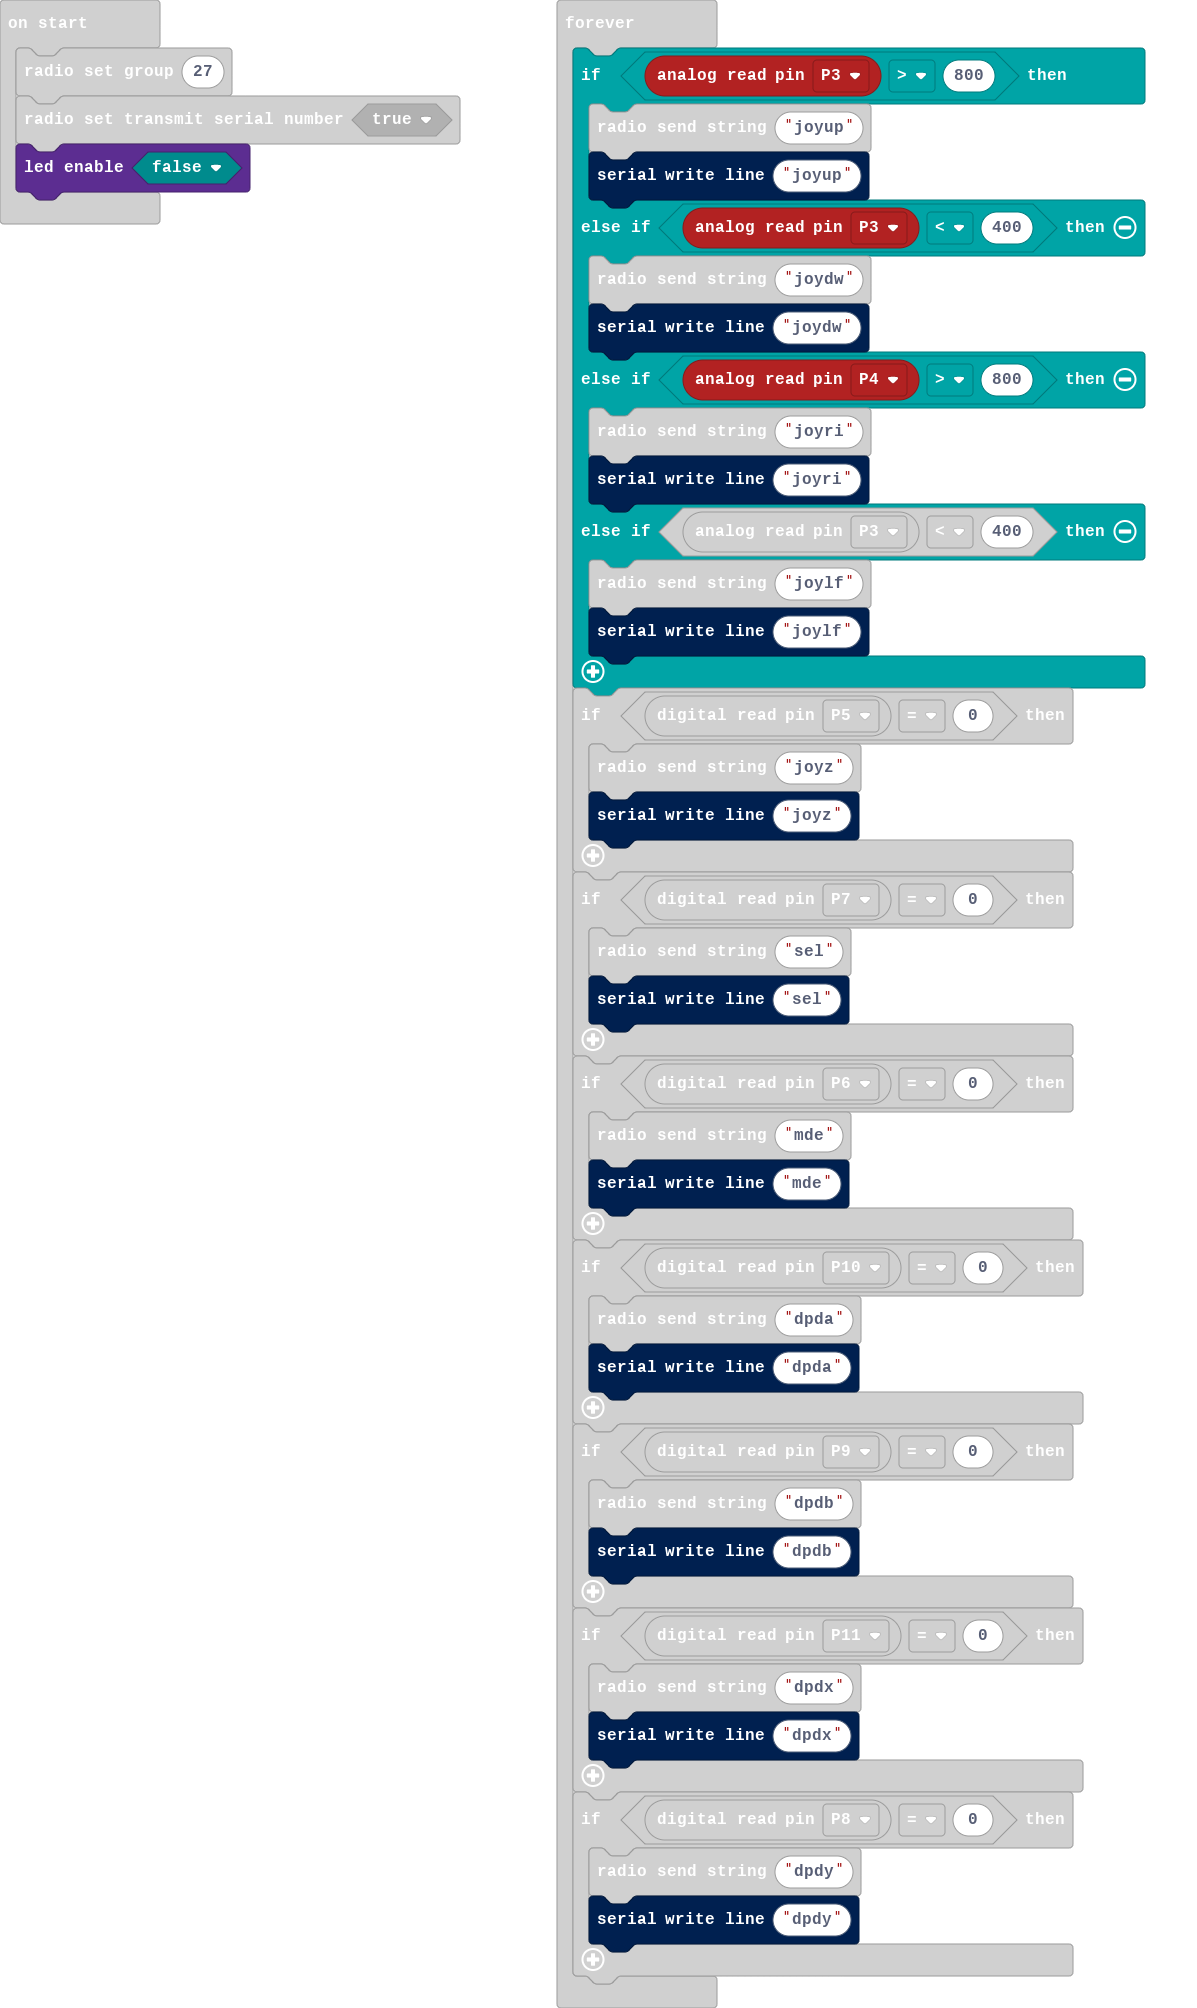 on start
radio set group 27
radio set transmit serial number true
led enable false
forever
if analog read pin P3 > 800 then
radio send string "joyup"
serial write line "joyup"
else if analog read pin P3 < 400 then
radio send string "joydw"
serial write line "joydw"
else if analog read pin P4 > 800 then
radio send string "joyri"
serial write line "joyri"
else if analog read pin P3 < 400 then
radio send string "joylf"
serial write line "joylf"
if digital read pin P5 = 0 then
radio send string "joyz"
serial write line "joyz"
if digital read pin P7 = 0 then
radio send string "sel"
serial write line "sel"
if digital read pin P6 = 0 then
radio send string "mde"
serial write line "mde"
if digital read pin P10 = 0 then
radio send string "dpda"
serial write line "dpda"
if digital read pin P9 = 0 then
radio send string "dpdb"
serial write line "dpdb"
if digital read pin P11 = 0 then
radio send string "dpdx"
serial write line "dpdx"
if digital read pin P8 = 0 then
radio send string "dpdy"
serial write line "dpdy"